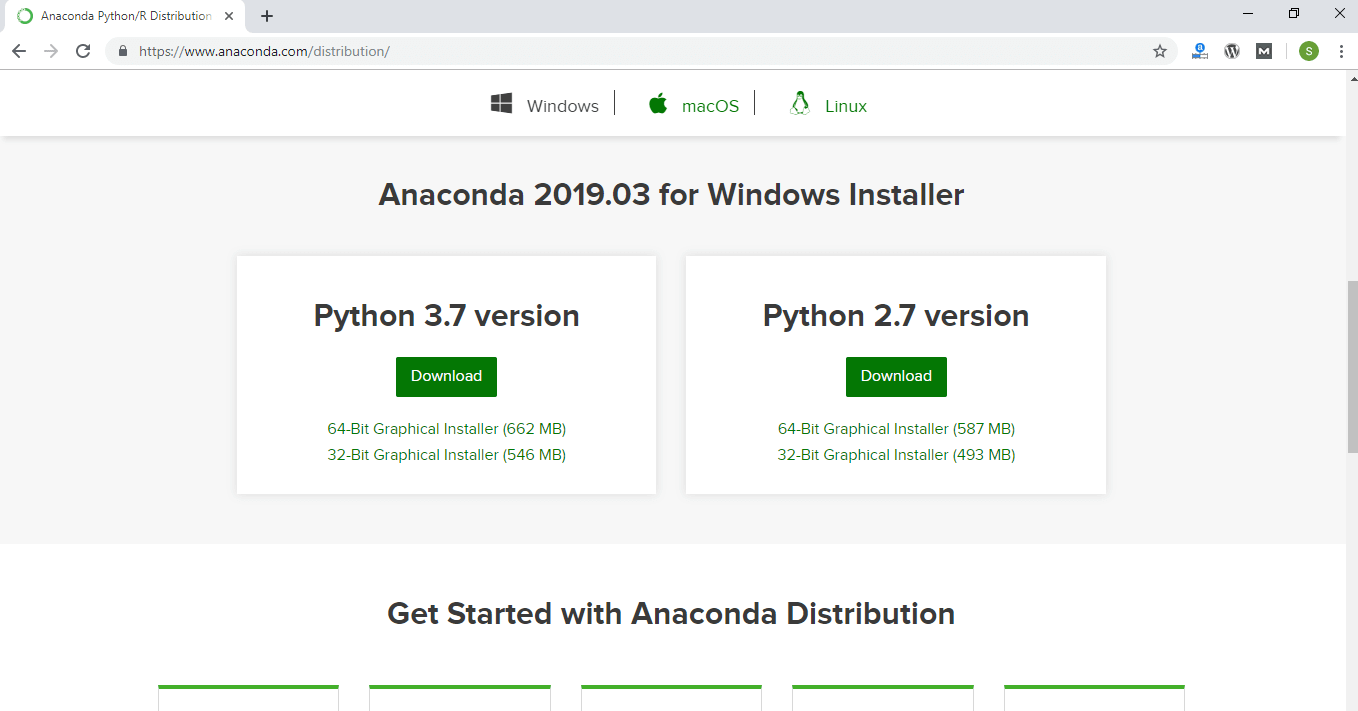 Anaconda Python/R Distribution
https://www.anaconda.com/distribution/
S
Windows macOS Linux
Anaconda 2019.03 for Windows Installer
Python 3.7 version
Download
64-Bit Graphical Installer (662 MB)
32-Bit Graphical Installer (546 MB)
Python 2.7 version
Download
64-Bit Graphical Installer (587 MB)
32-Bit Graphical Installer (493 MB)
Get Started with Anaconda Distribution